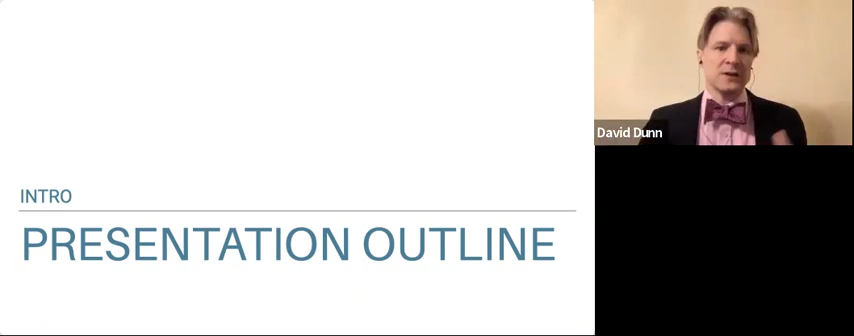 INTRO
PRESENTATION OUTLINE
David Dunn